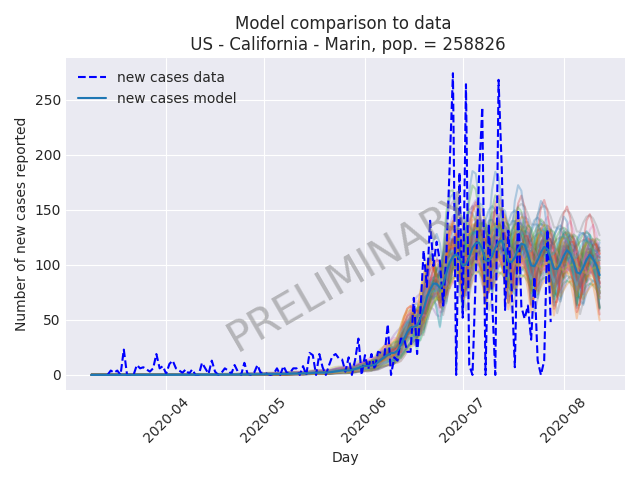 Model comparison to data
US - California - Marin, pop. = 258826
new cases data
new cases model
Number of new cases reported
250
200
150
100
50
0
PRELIMINARY
2020-04
2020-05
2020-06
2020-07
2020-08
Day